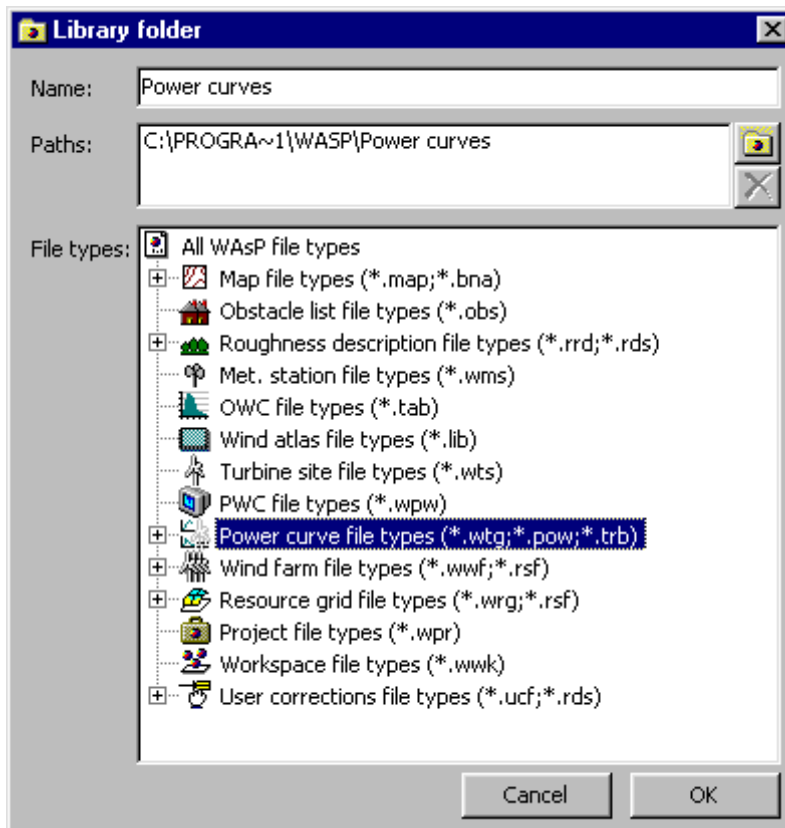 Library folder
Name: Power curves
Paths: C:\PROGRA~1\WASP\Power curves
File types: All WAsP file types
Map file types (*.map;*.bna)
Obstacle list file types (*.obs)
Roughness description file types (*.rrd;*.rds)
Met. station file types (*.wms)
OWC file types (*.tab)
Wind atlas file types (*.lib)
Turbine site file types (*.wts)
PWC file types (*.wpw)
Power curve file types (*.wtg;*.pow;*.trb)
Wind farm file types (*.wwf;*.rsf)
Resource grid file types (*.wrg;*.rsf)
Project file types (*.wpr)
Workspace file types (*.wwk)
User corrections file types (*.ucf;*.rds)
Cancel OK